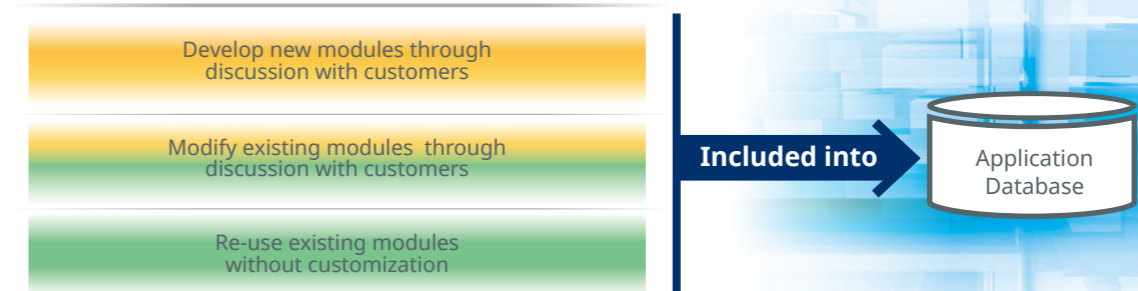 Develop new modules through
discussion with customers
Modify existing modules through
discussion with customers
Re-use existing modules
without customization
Included into
Application
Database